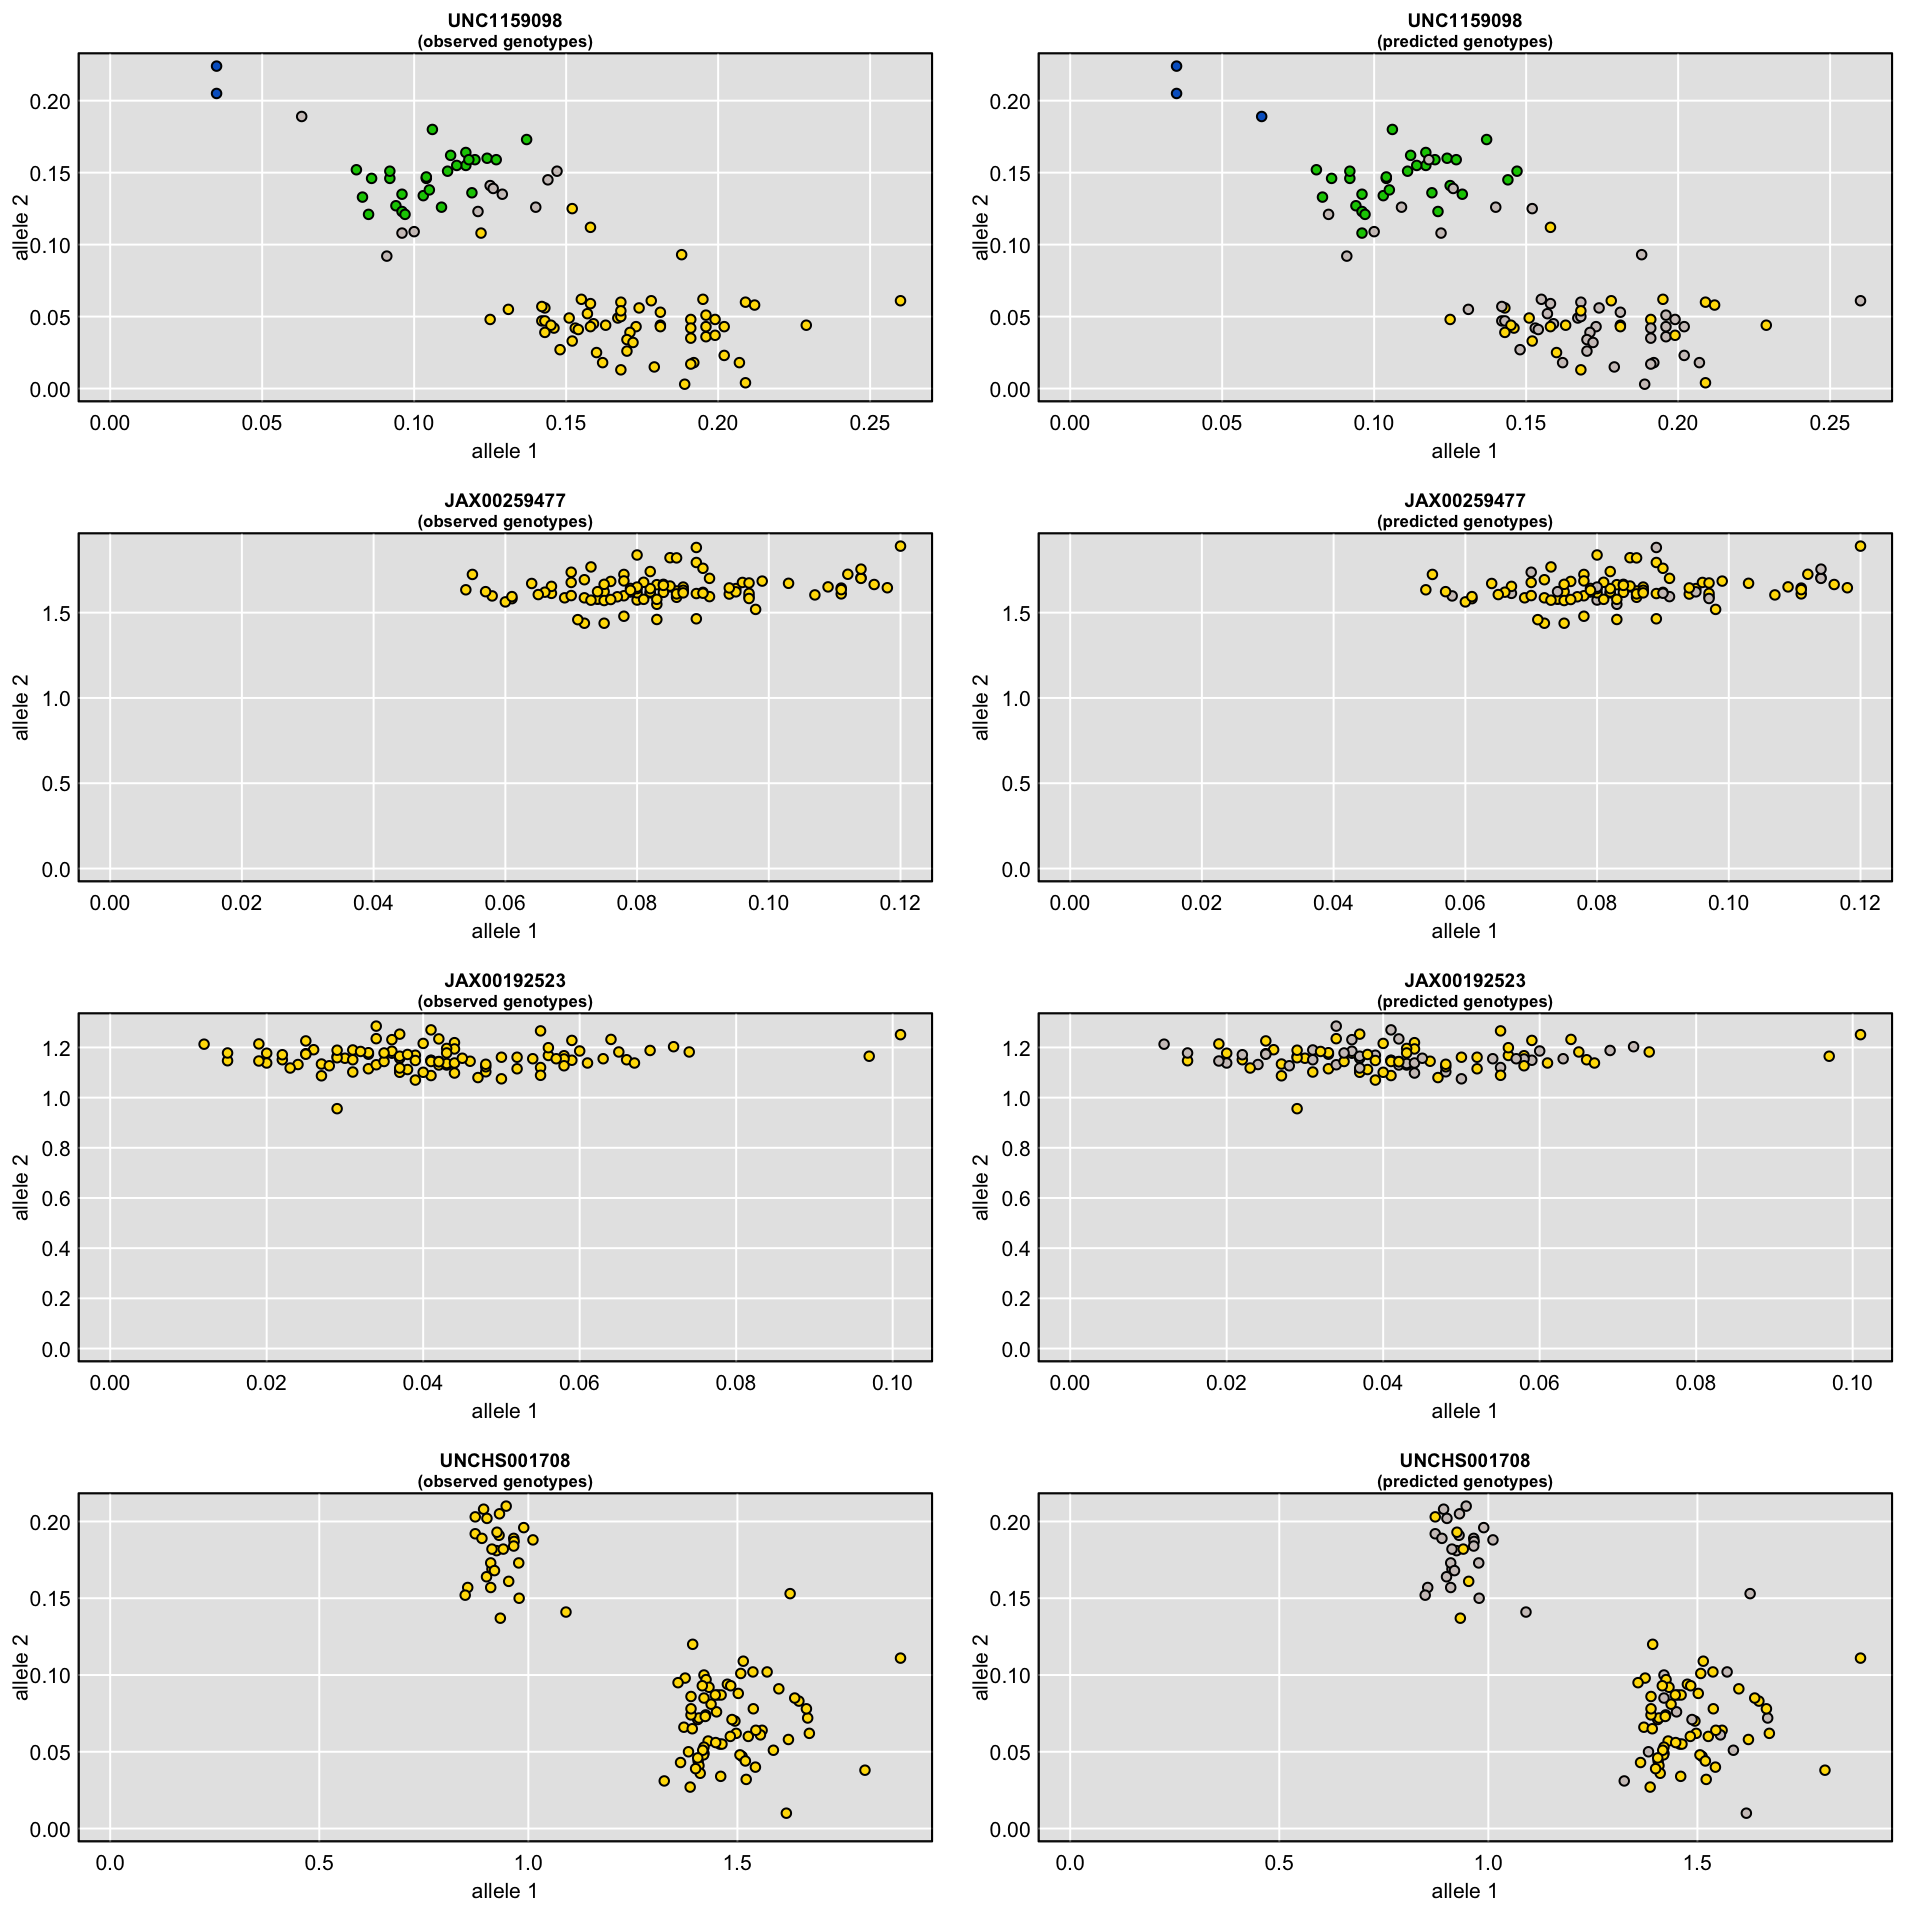 UNC1159098
(observed genotypes)
0.20
0.15
0.10
0.05
0.00
allele 2
0.00 0.05 0.10 0.15 0.20 0.25
allele 1
UNC1159098
(predicted genotypes)
0.20
0.15
0.10
0.05
0.00
allele 2
0.00 0.05 0.10 0.15 0.20 0.25
allele 1
JAX00259477
(observed genotypes)
1.5
1.0
0.5
0.0
allele 2
0.00 0.02 0.04 0.06 0.08 0.10 0.12
allele 1
JAX00259477
(predicted genotypes)
1.5
1.0
0.5
0.0
allele 2
0.00 0.02 0.04 0.06 0.08 0.10 0.12
allele 1
JAX00192523
(observed genotypes)
1.2
1.0
0.8
0.6
0.4
0.2
0.0
allele 2
0.00 0.02 0.04 0.06 0.08 0.10
allele 1
JAX00192523
(predicted genotypes)
1.2
1.0
0.8
0.6
0.4
0.2
0.0
allele 2
0.00 0.02 0.04 0.06 0.08 0.10
allele 1
UNCHS001708
(observed genotypes)
0.20
0.15
0.10
0.05
0.00
allele 2
0.0 0.5 1.0 1.5
allele 1
UNCHS001708
(predicted genotypes)
0.20
0.15
0.10
0.05
0.00
allele 2
0.0 0.5 1.0 1.5
allele 1